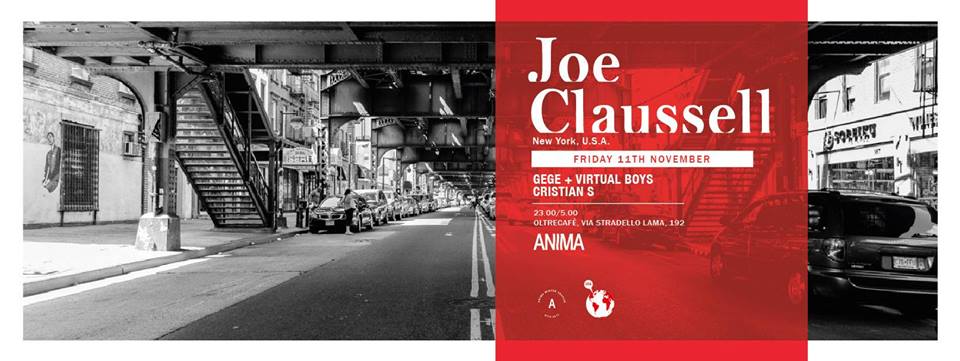 Joe
Claussell
New York, U.S.A.
FRIDAY 11TH NOVEMBER
GEGE + VIRTUAL BOYS
CRISTIAN S
23.00/5.00
OLTRECAFÈ, VIA STRADELLO LAMA, 192
ANIMA
A